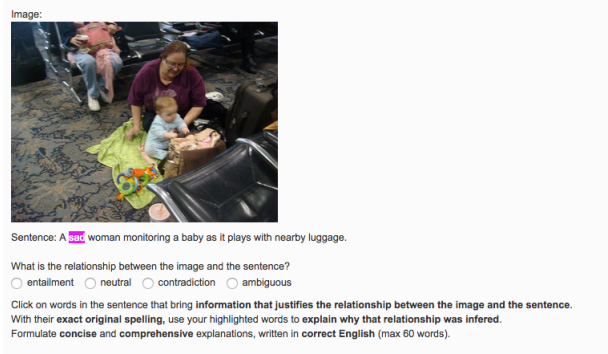 Image:
Sentence: A sad woman monitoring a baby as it plays with nearby luggage.
What is the relationship between the image and the sentence?
entailment neutral contradiction ambiguous
Click on words in the sentence that bring information that justifies the relationship between the image and the sentence.
With their exact original spelling, use your highlighted words to explain why that relationship was infered.
Formulate concise and comprehensive explanations, written in correct English (max 60 words).